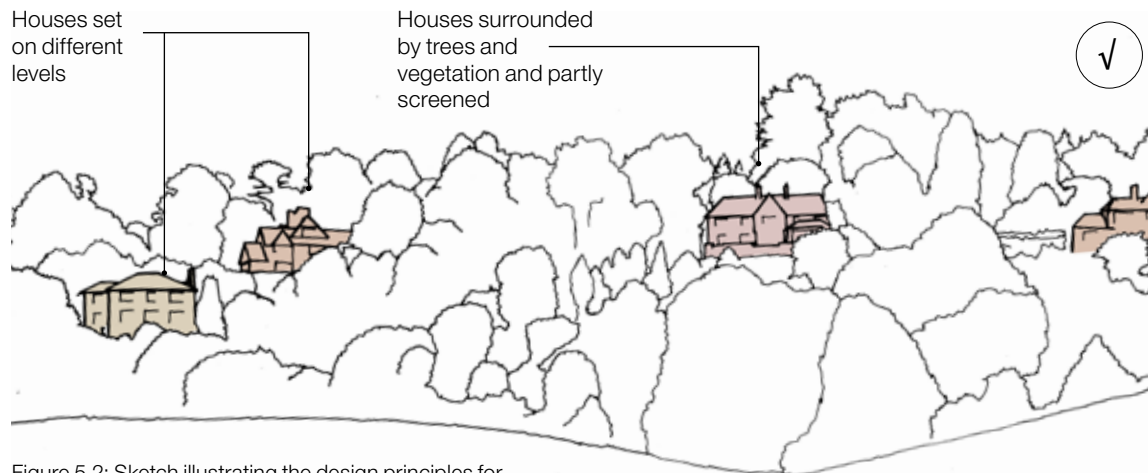 Houses set
on different
levels
Houses surrounded
by trees and
vegetation and partly
screened
√
Figure 5.2: Sketch illustrating the design principles for